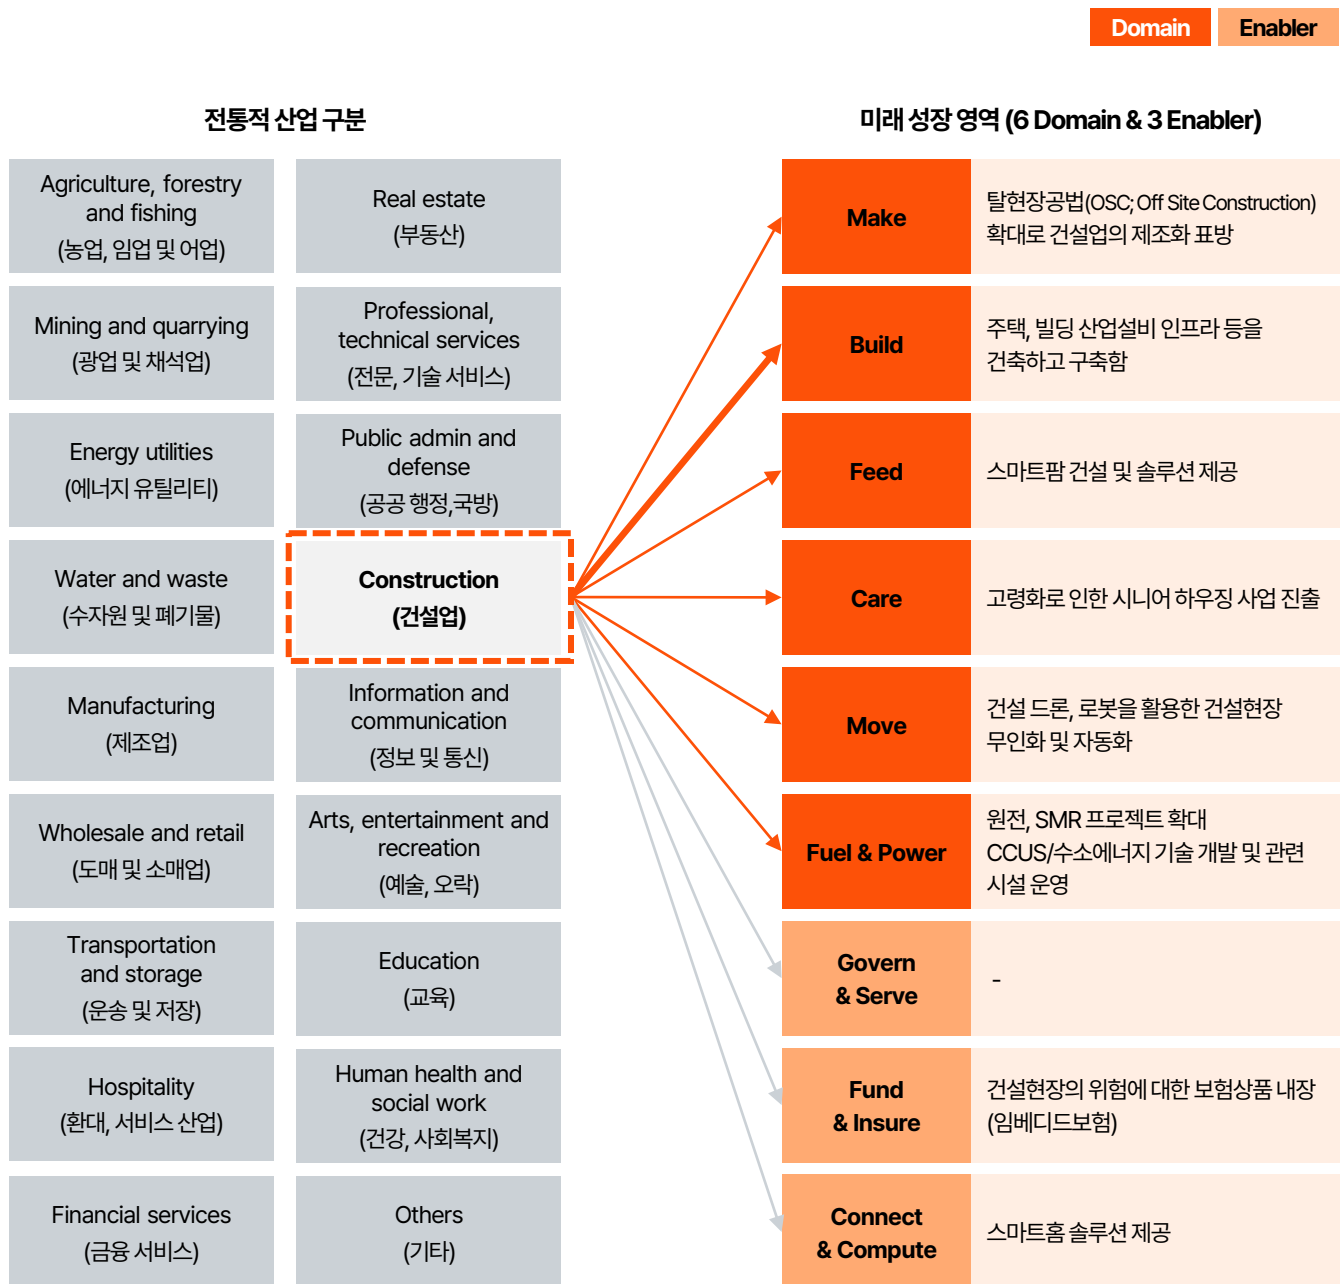 Domain
Enabler
전통적 산업 구분
미래 성장 영역 (6 Domain & 3 Enabler)
Agriculture, forestry
and fishing
(농업, 임업 및 어업)
Real estate
(부동산)
Mining and quarrying
(광업 및 채석업)
Professional,
technical services
(전문, 기술 서비스)
Energy utilities
(에너지 유틸리티)
Public admin and
defense
(공공 행정,국방)
Water and waste
(수자원 및 폐기물)
Construction
(건설업)
Manufacturing
(제조업)
Information and
communication
(정보 및 통신)
Wholesale and retail
(도매 및 소매업)
Arts, entertainment and
recreation
(예술, 오락)
Transportation
and storage
(운송 및 저장)
Education
(교육)
Hospitality
(환대, 서비스 산업)
Human health and
social work
(건강, 사회복지)
Financial services
(금융 서비스)
Others
(기타)
Make
탈현장공법(OSC; Off Site Construction)
확대로 건설업의 제조화 표방
Build
주택, 빌딩 산업설비 인프라 등을
건축하고 구축함
Feed
스마트팜 건설 및 솔루션 제공
Care
고령화로 인한 시니어 하우징 사업 진출
Move
건설 드론, 로봇을 활용한 건설현장
무인화 및 자동화
Fuel & Power
원전, SMR 프로젝트 확대
CCUS/수소에너지 기술 개발 및 관련
시설 운영
Govern
& Serve
-
Fund
& Insure
건설현장의 위험에 대한 보험상품 내장
(임베디드보험)
Connect
& Compute
스마트홈 솔루션 제공